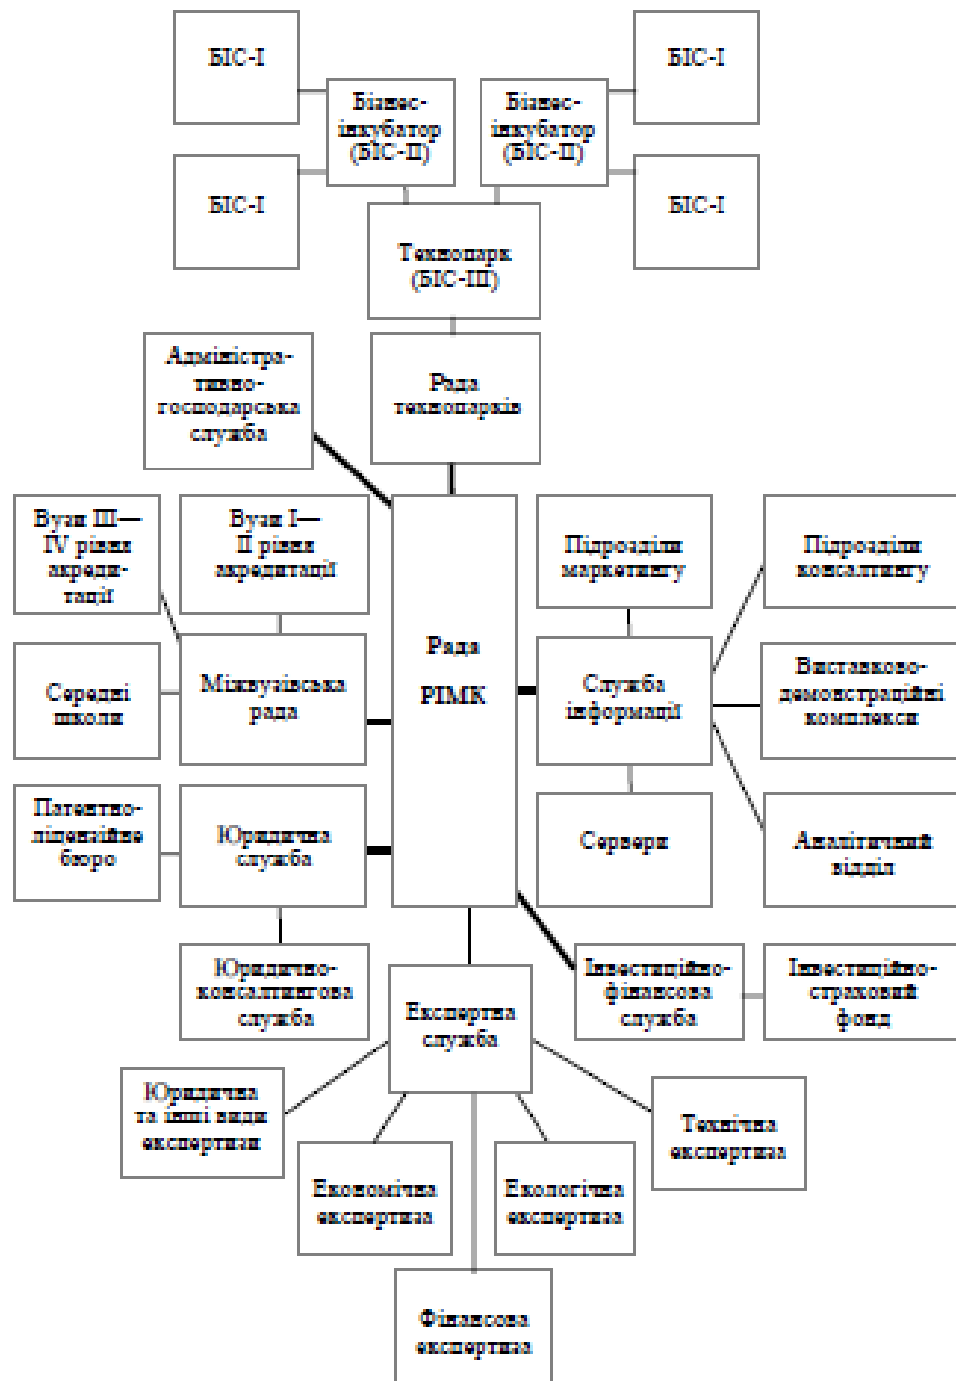 БІС-І
БІС-І
Бізнес-
інкубатор
(БІС-ІІ)
Бізнес-
інкубатор
(БІС-ІІ)
БІС-І
БІС-І
Технопарк
(БІС-ІІІ)
Адміністра-
тивно-
господарська
служба
Рада
технопарків
Вузи ІІІ—
IV рівня
акреди-
тації
Вузи І—
ІІ рівня
акредитації
Підрозділи
маркетингу
Підрозділи
консалтингу
Рада
РІМК
Середні
школи
Міжвузівська
рада
Служба
інформації
Виставково-
демонстраційні
комплекси
Патентно-
ліцензійне
бюро
Юридична
служба
Сервери
Аналітичний
відділ
Юридично-
консалтингова
служба
Експертна
служба
Інвестиційно-
фінансова
служба
Інвестиційно-
страховий
фонд
Юридична
та інші види
експертизи
Технічна
експертиза
Економічна
експертиза
Екологічна
експертиза
Фінансова
експертиза